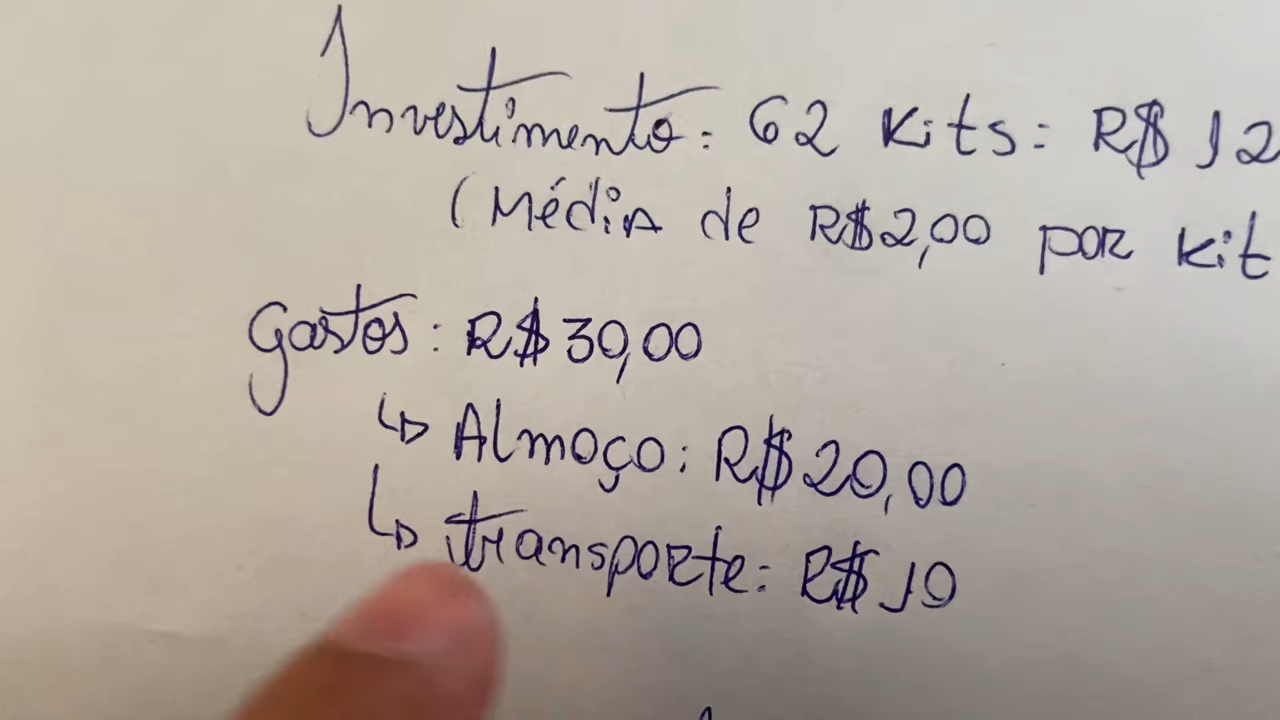 Investimento: 62 Kits: R$ 12
(Média de R$2,00 por kit
Gastos: R$30,00
↳ Almoço: R$20,00
↳ transporte: R$10